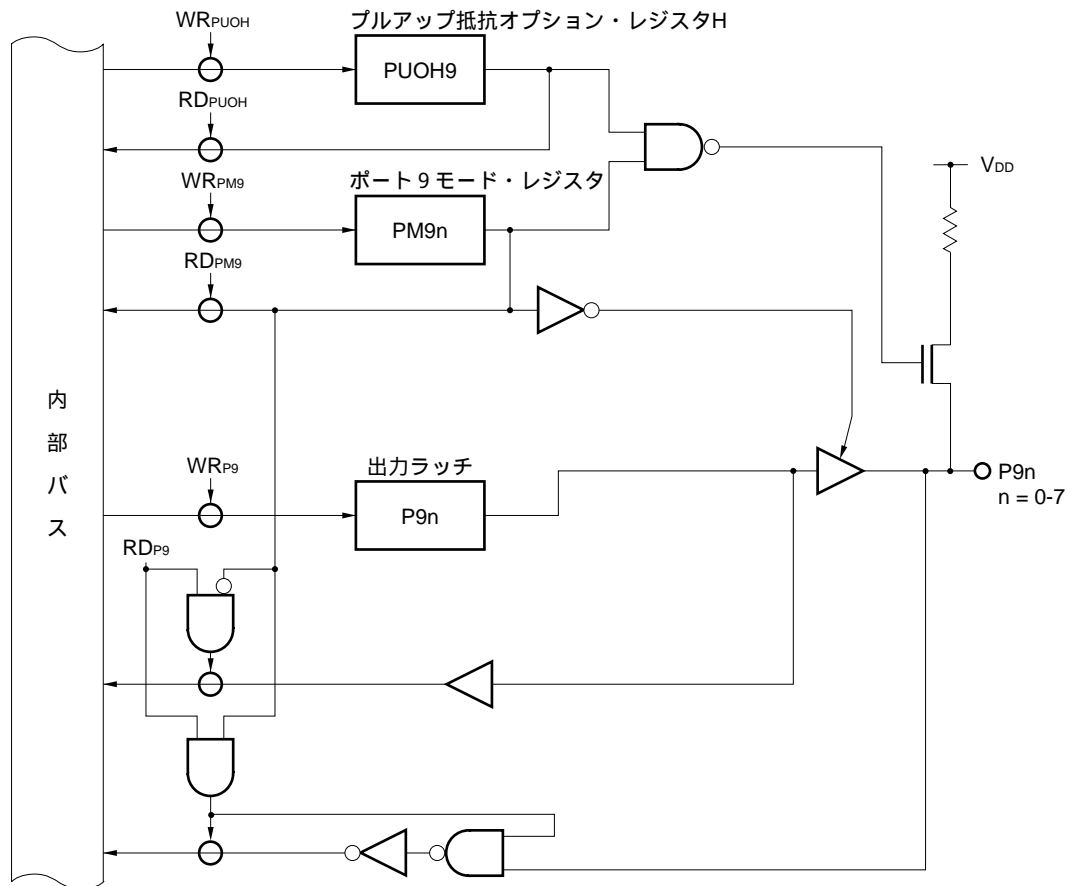 プルアップ抵抗オプション・レジスタH
WRPUOH
PUOH9
RDPUOH
VDD
WRPM9
ポート9モード・レジスタ
PM9n
RDPM9
内部バス
WRP9
出力ラッチ
P9n
P9n
n = 0-7
RDP9